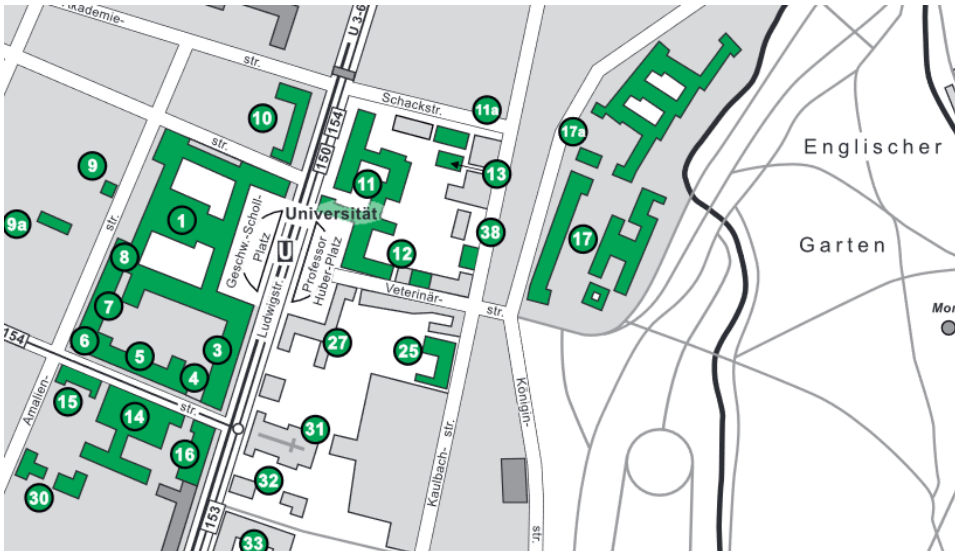 Akademie-
str.
U 3-6
154
150
Schackstr.
11a
10
17a
9
str.
13
1
11
Englischer
9a
Universität
38
17
Geschw.-Scholl-
Platz
U
Professor
Huber-Platz
12
Garten
8
str.
Veterinär-
str.
7
Ludwigstr.
Mon
154
6
5
3
27
25
4
Amalien-
15
14
str.
Königin-
31
16
Kaulbach-
str.
30
32
153
33
str.